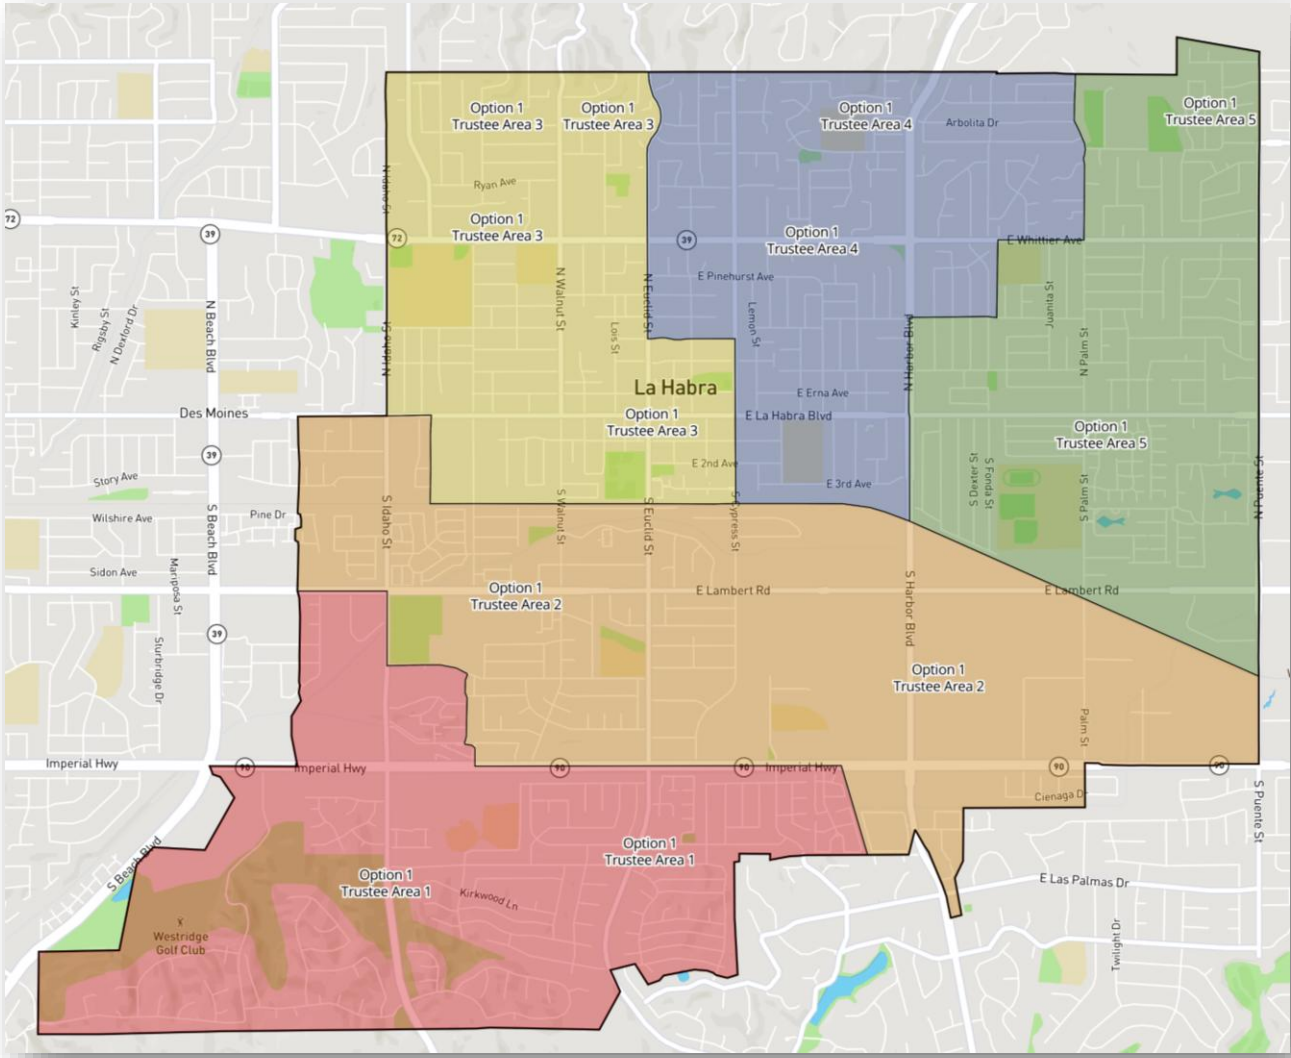 Option 1
Trustee Area 3
Option 1
Trustee Area 3
Option 1
Trustee Area 4
Option 1
Trustee Area 5
Arbolita Dr
Ryan Ave
N Idaho St
72
39
72
Option 1
Trustee Area 3
39
Option 1
Trustee Area 4
E Whittier Ave
E Pinehurst Ave
Kinley St
Rigsby St
N Dexford Dr
N Beach Blvd
N Idaho St
N Walnut St
Lois St
N Euclid St
Lemon St
N Harbor Blvd
Juanita St
N Palm St
La Habra
E Erna Ave
Des Moines
Option 1
Trustee Area 3
E La Habra Blvd
Option 1
Trustee Area 5
39
E 2nd Ave
Story Ave
E 3rd Ave
S Dexter St
S Fonda St
S Palm St
N Puente St
Wilshire Ave
Pine Dr
S Beach Blvd
S Idaho St
S Walnut St
S Euclid St
S Cypress St
Sidon Ave
Mariposa St
Option 1
Trustee Area 2
E Lambert Rd
E Lambert Rd
S Harbor Blvd
39
Sturbridge Dr
Option 1
Trustee Area 2
Palm St
Imperial Hwy
90
Imperial Hwy
90
90
Imperial Hwy
90
90
Cienaga Dr
S Puente St
S Beach Blvd
Option 1
Trustee Area 1
Option 1
Trustee Area 1
E Las Palmas Dr
Kirkwood Ln
Westridge
Golf Club
Twilight Dr